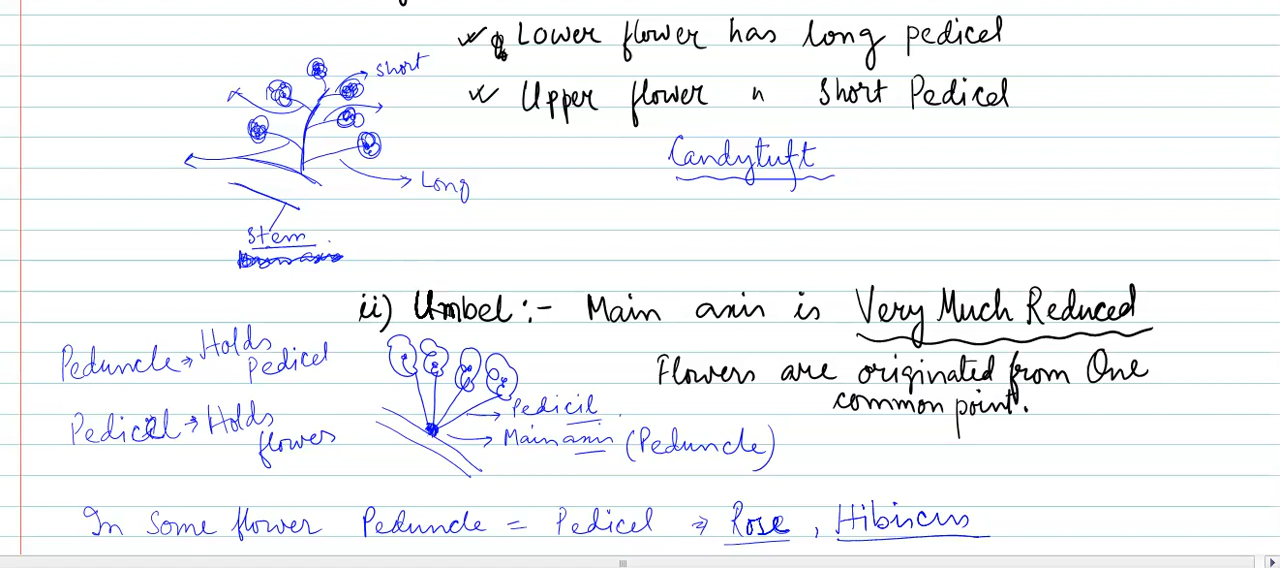 Lower flower has long pedicel
Upper flower " Short Pedicel
Candytuft
short
Long
Stem
ii) Umbel:- Main axis is Very Much Reduced
Flowers are originated from One
common point.
Peduncle → Holds
Pedicel
Pedicel → Holds
flowers
Pedicil
Main axis (Peduncle)
In some flower Peduncle = Pedicel ⇒ Rose, Hibiscus